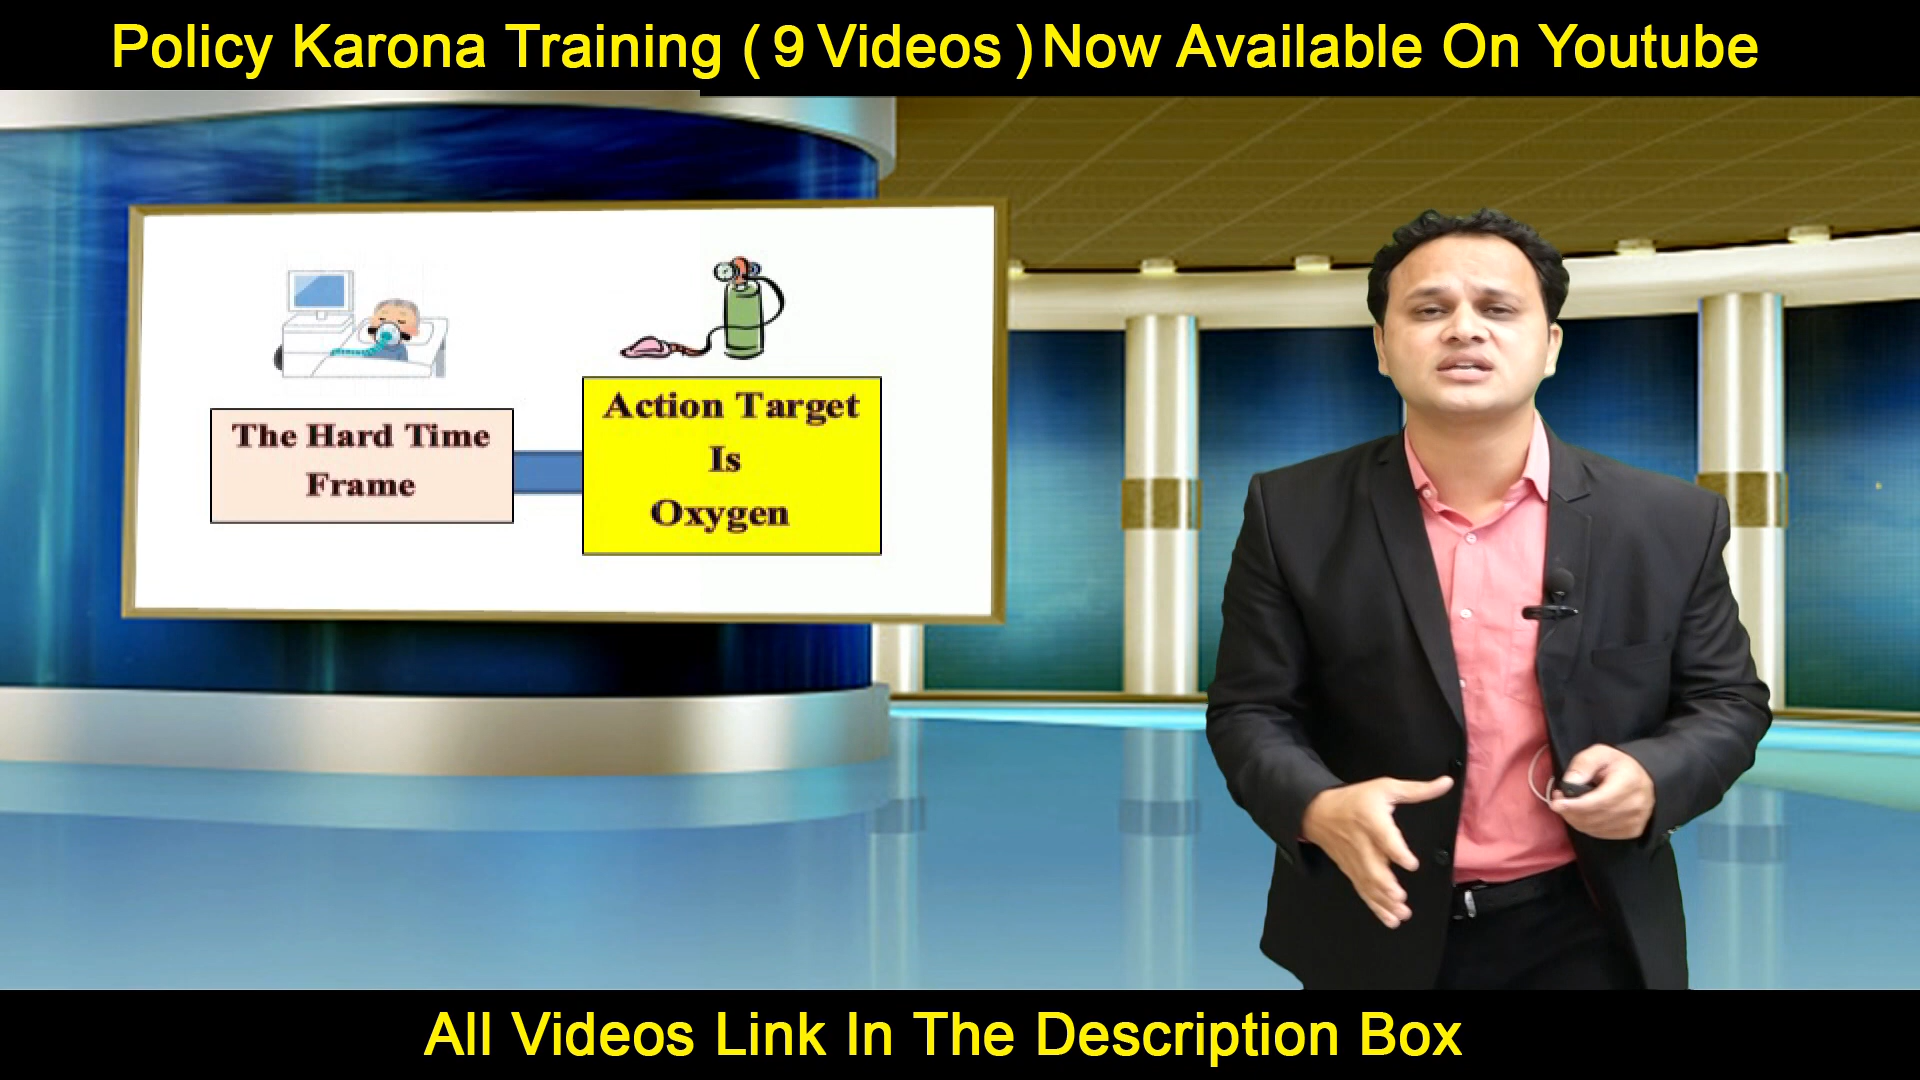 Policy Karona Training ( 9 Videos ) Now Available On Youtube
The Hard Time
Frame
Action Target
Is
Oxygen
All Videos Link In The Description Box